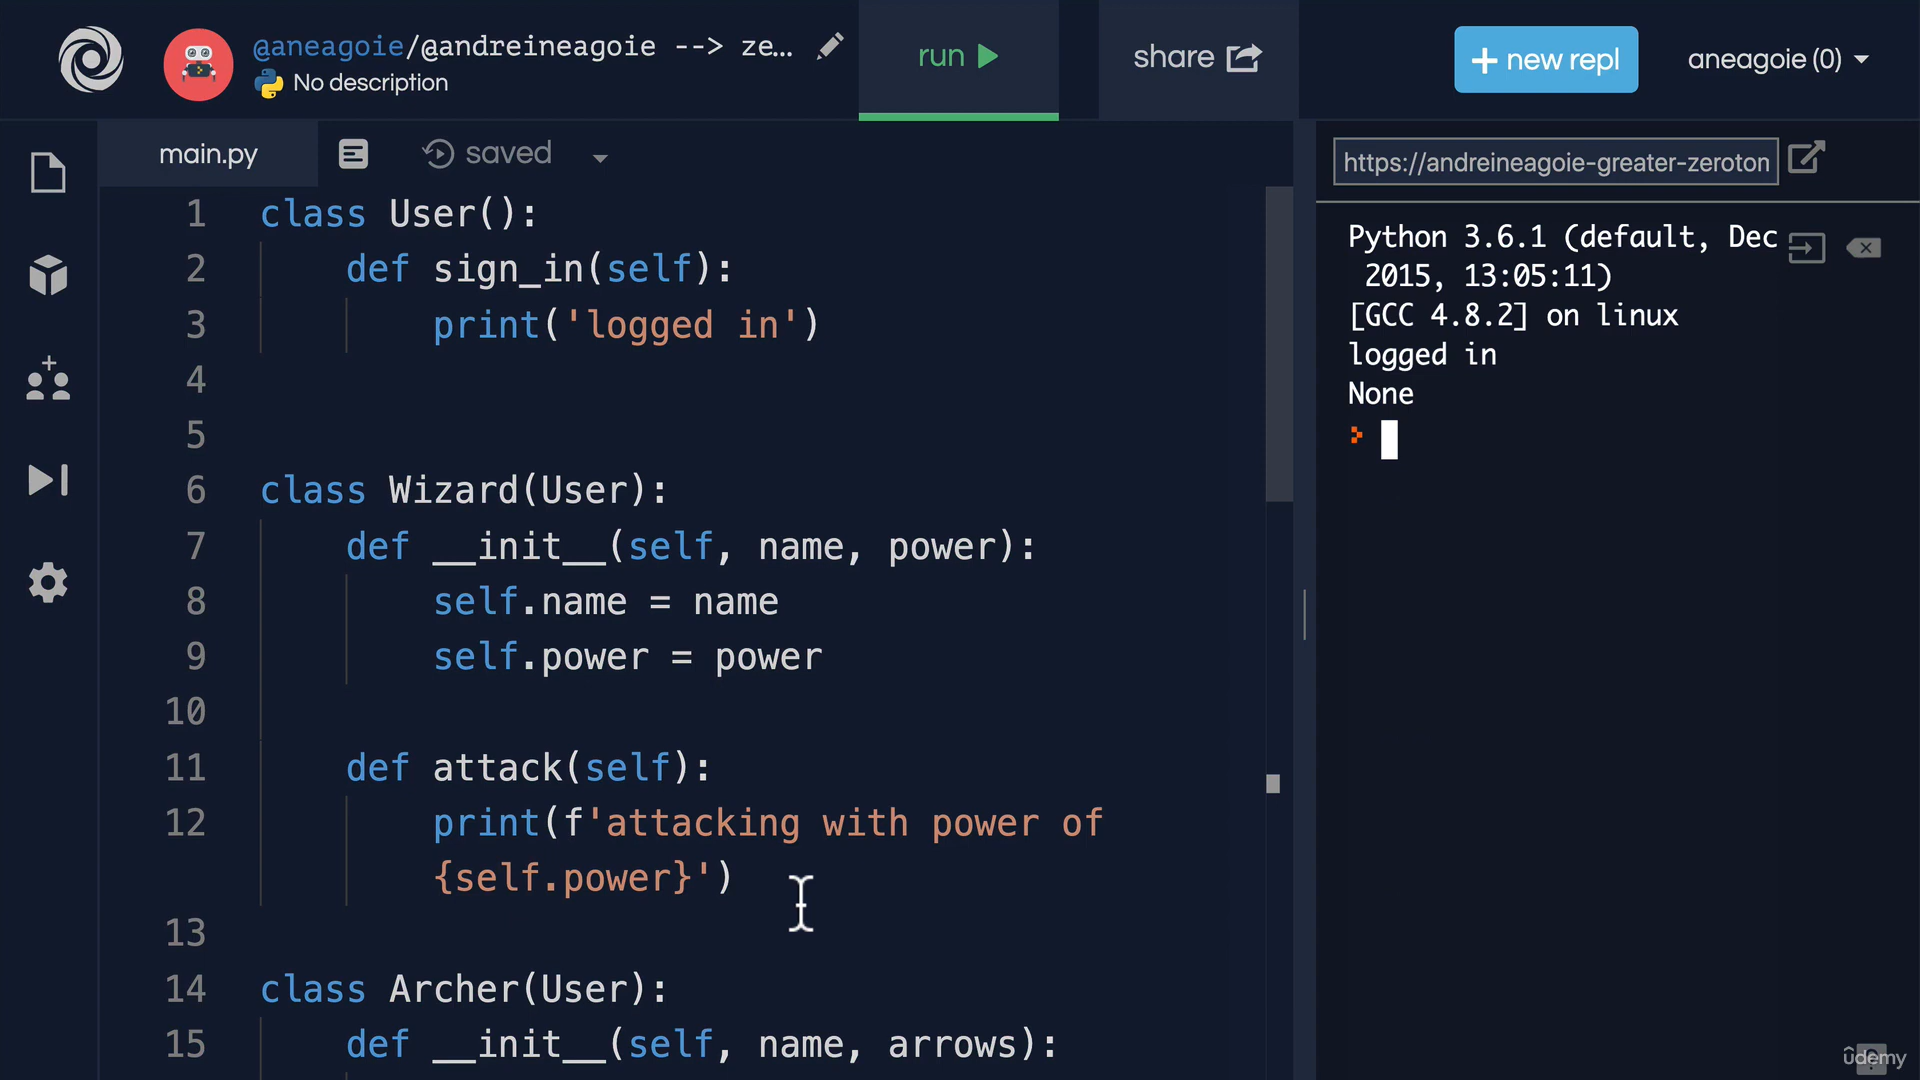 @aneagoie/@andreineagoie --> ze...
No description
run
share
+ new repl
aneagoie (0)
main.py
saved
https://andreineagoie-greater-zeroton
1 class User():
2     def sign_in(self):
3         print('logged in')
4
5
6 class Wizard(User):
7     def __init__(self, name, power):
8         self.name = name
9         self.power = power
10
11     def attack(self):
12         print(f'attacking with power of
{self.power}')
13
14 class Archer(User):
15     def __init__(self, name, arrows):
Python 3.6.1 (default, Dec
2015, 13:05:11)
[GCC 4.8.2] on linux
logged in
None
udemy